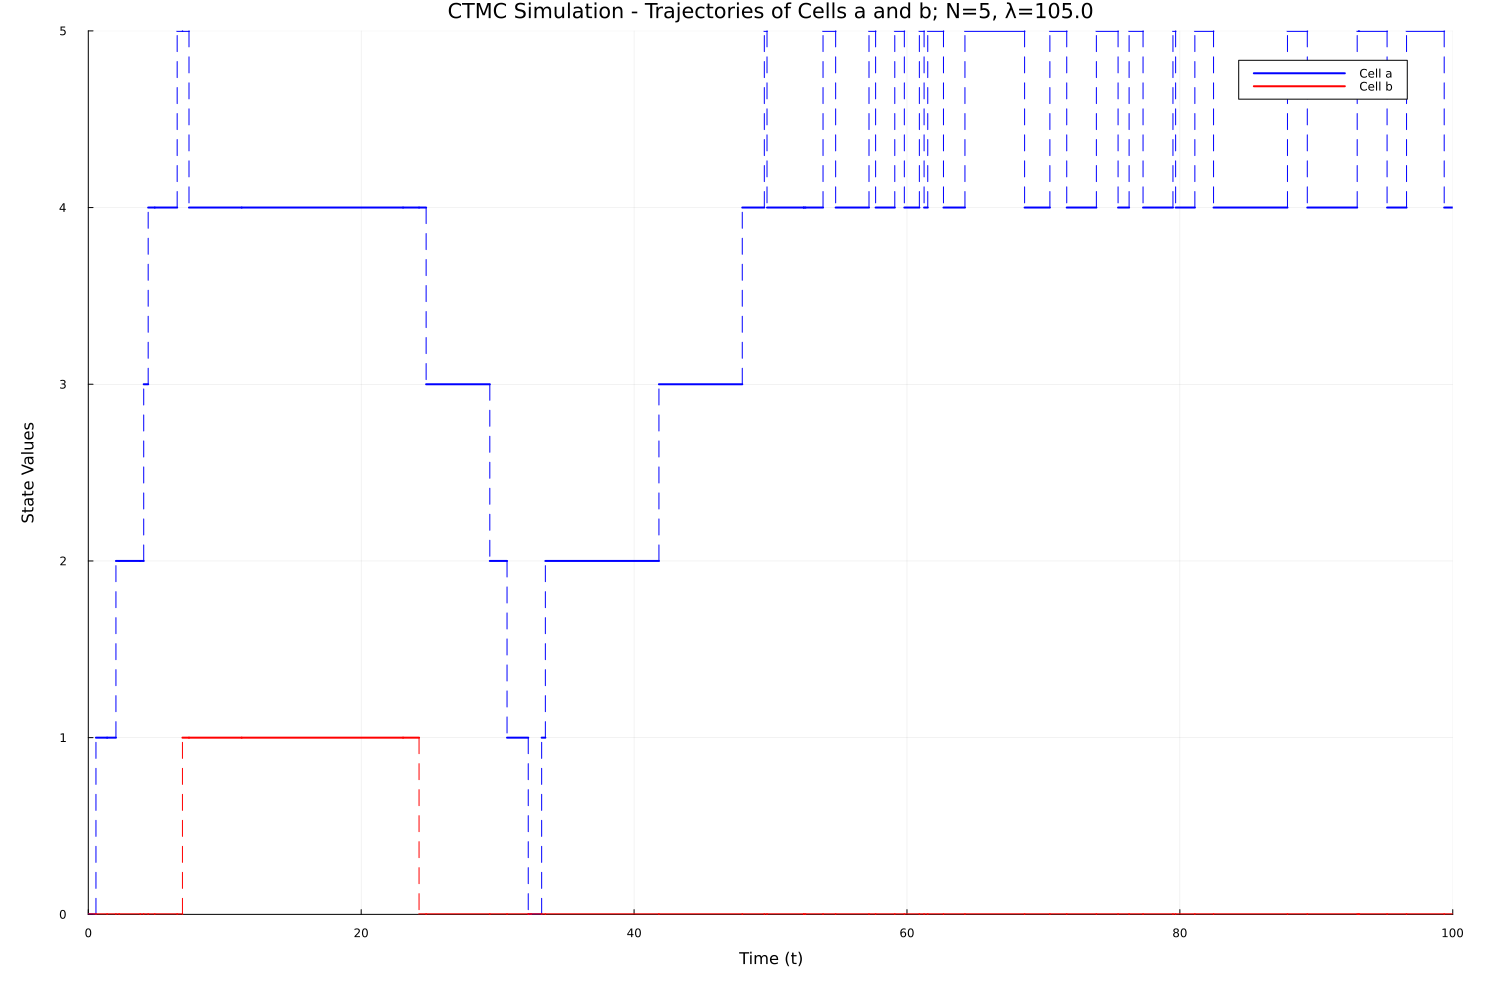 CTMC Simulation - Trajectories of Cells a and b; N=5, λ=105.0
5
Cell a
Cell b
4
3
State Values
2
1
0
0 20 40 60 80 100
Time (t)